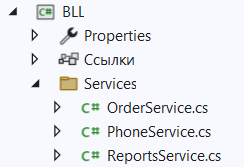 C# BLL
Properties
Ссылки
Services
C# OrderService.cs
C# PhoneService.cs
C# ReportsService.cs